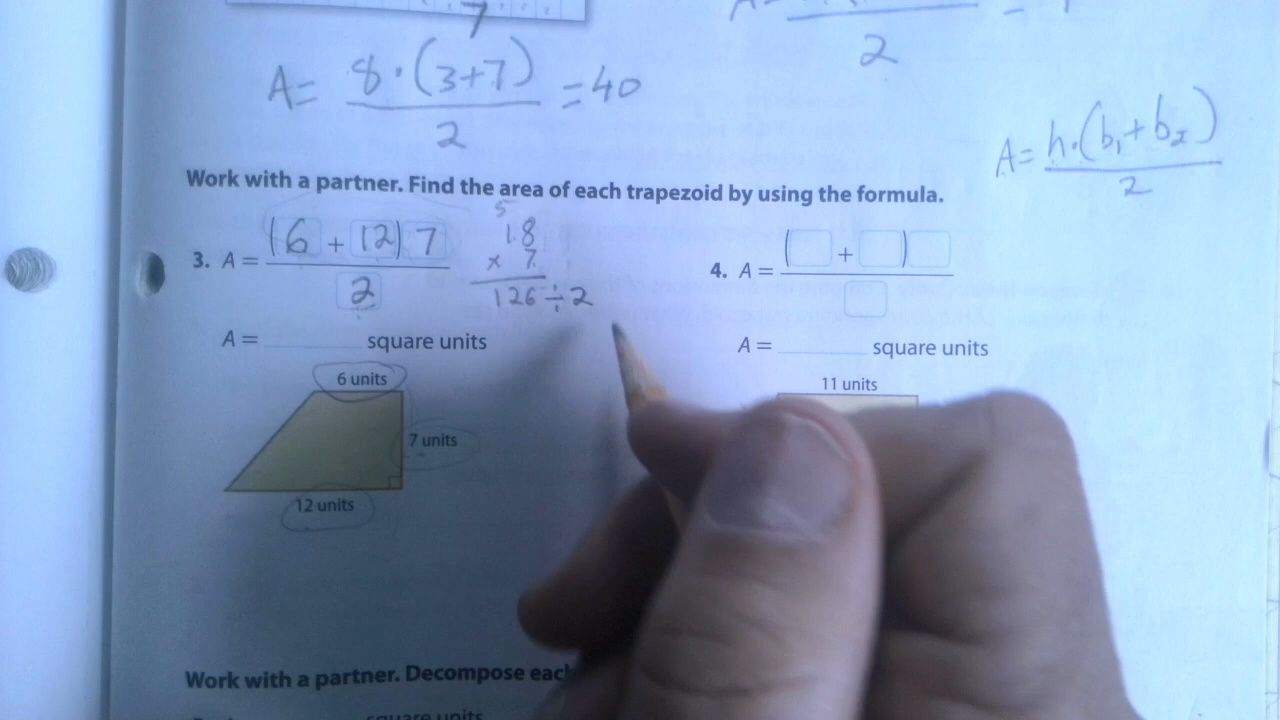 7
2
A= 8·(3+7) =40
2
A= h·(b₁+b₂)
2
Work with a partner. Find the area of each trapezoid by using the formula.
3. A = (6 + 12) 7
2
5
18
× 7
126 ÷ 2
A = square units
6 units
7 units
12 units
4. A = ( + )
A = square units
11 units
Work with a partner. Decompose each
square units